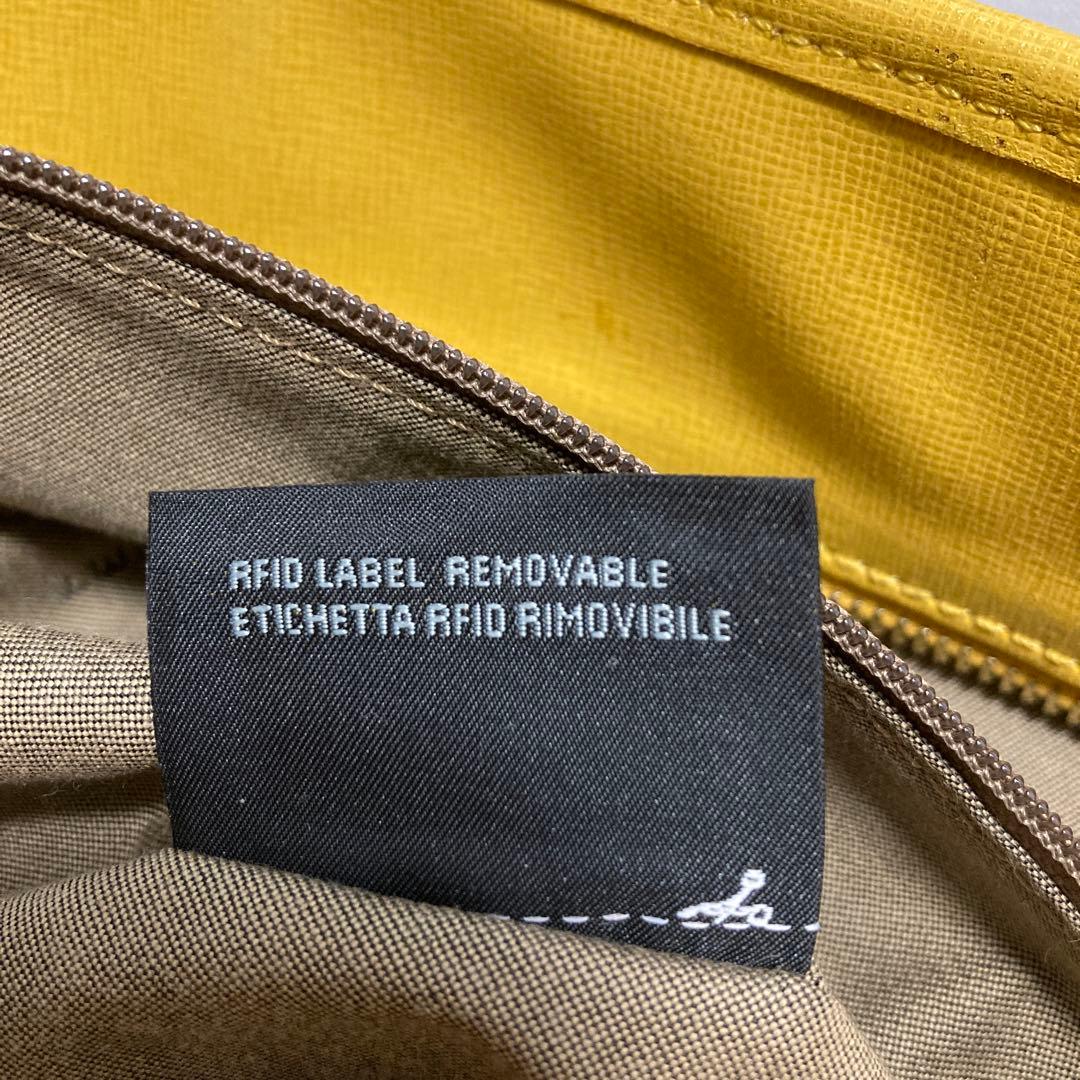 RFID LABEL REMOVABLE
ETICHETTA RFID RIMOVIBILE